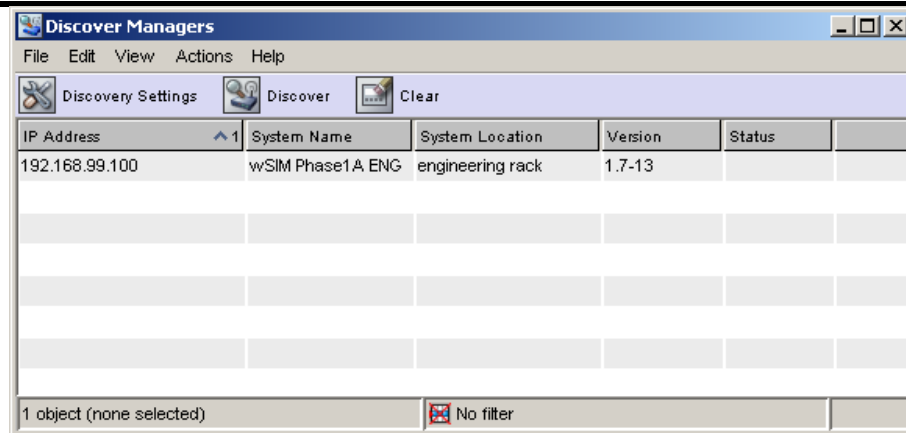 Discover Managers
File Edit View Actions Help
Discovery Settings Discover Clear
IP Address 1 System Name System Location Version Status
192.168.99.100 wSIM Phase1A ENG engineering rack 1.7-13
1 object (none selected) No filter